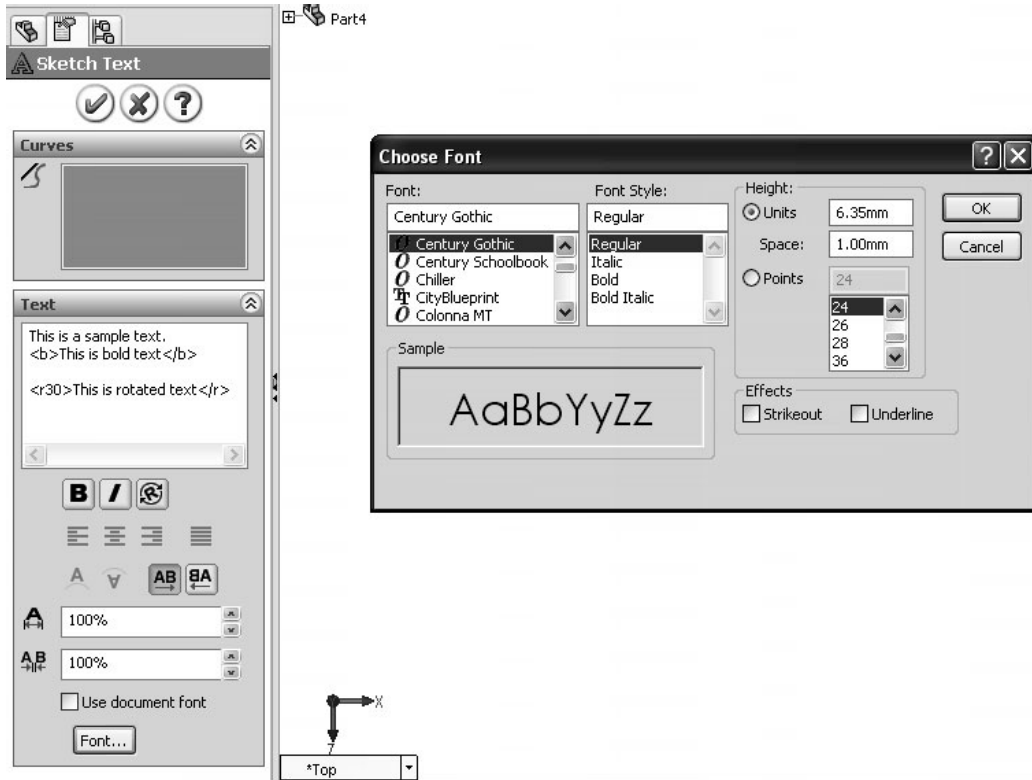 Part4
Sketch Text
?
Curves
Text
This is a sample text.
<b>This is bold text</b>
<r30>This is rotated text</r>
B I R
A A AB BA
A 100%
AB 100%
Use document font
Font...
Choose Font
?
Font:
Century Gothic
Century Gothic
Century Schoolbook
Chiller
CityBlueprint
Colonna MT
Font Style:
Regular
Regular
Italic
Bold
Bold Italic
Height:
Units 6.35mm
Space: 1.00mm
Points 24
24
26
28
36
OK
Cancel
Sample
AaBbYyZz
Effects
Strikeout Underline
X
Z
*Top